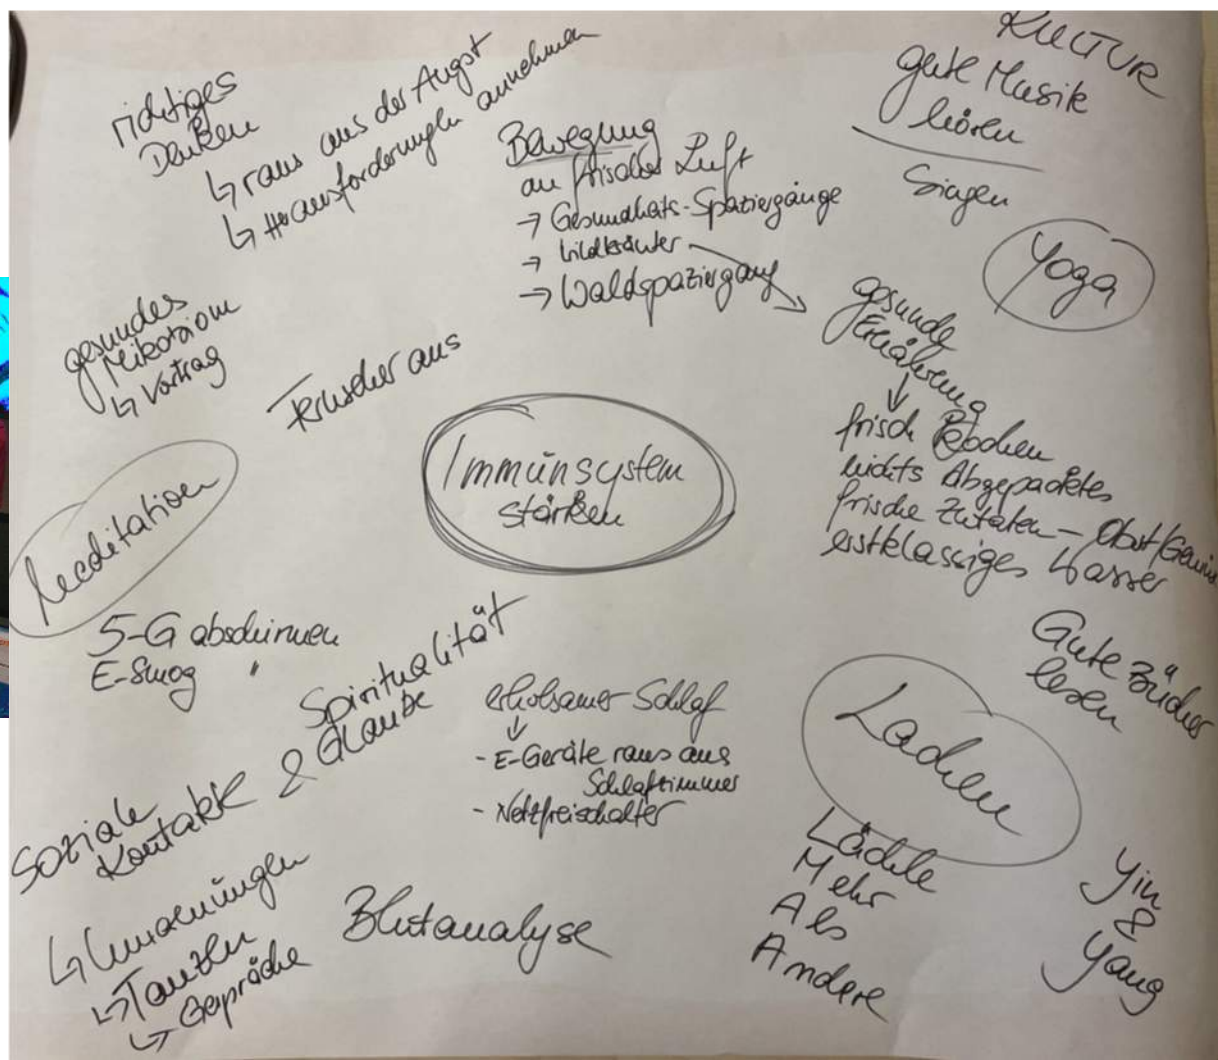 richtiges
Denken
↳ raus aus der Angst
↳ Herausforderungen annehmen
Bewegung
an frischer Luft
→ Gesundheits-Spaziergänge
→ Wildkräuter
→ Waldspaziergang
KULTUR
gute Musik
hören
Singen
Yoga
gesunde
Ernährung
↓
frisch kochen
nichts Abgepacktes
frische Zutaten – Obst/Gemüs
erstklassiges Wasser
gesundes
Mikrobiom
↳ Vortrag
Fernseher aus
Immunsystem
stärken
Meditation
5-G abschirmen
E-Smog "
Spiritualität
& Glaube
Soziale
Kontakte
↳ Umarmungen
↳ Tanzen
↳ Gespräche
erholsamer Schlaf
↓
- E-Geräte raus aus
Schlafzimmer
- Netzfreischalter
Blutanalyse
Gute Bücher
lesen
Lachen
Lächle
Mehr
Als
Andere
Yin
&
Yang